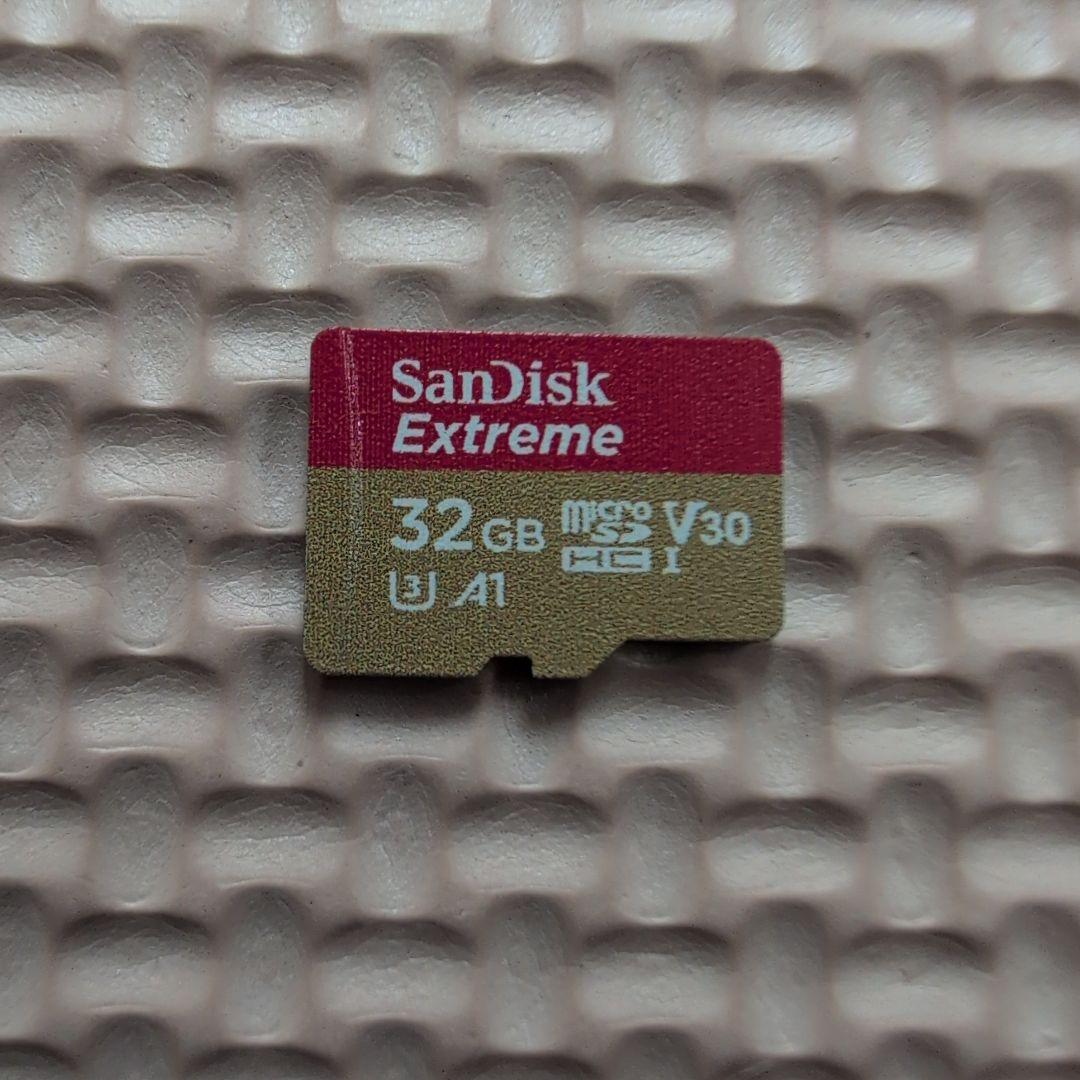 SanDisk
Extreme
32GB microSD HC I V30
U3 A1